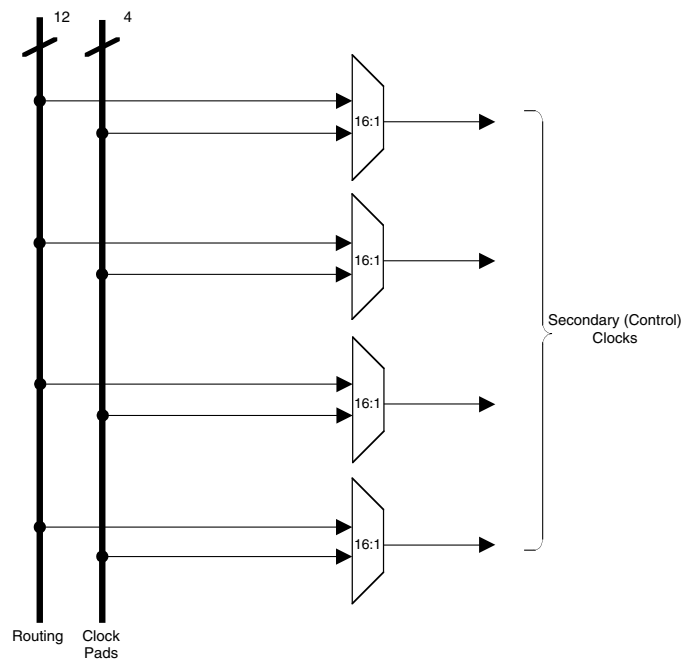 12
4
16:1
16:1
Secondary (Control)
Clocks
16:1
16:1
Routing
Clock
Pads